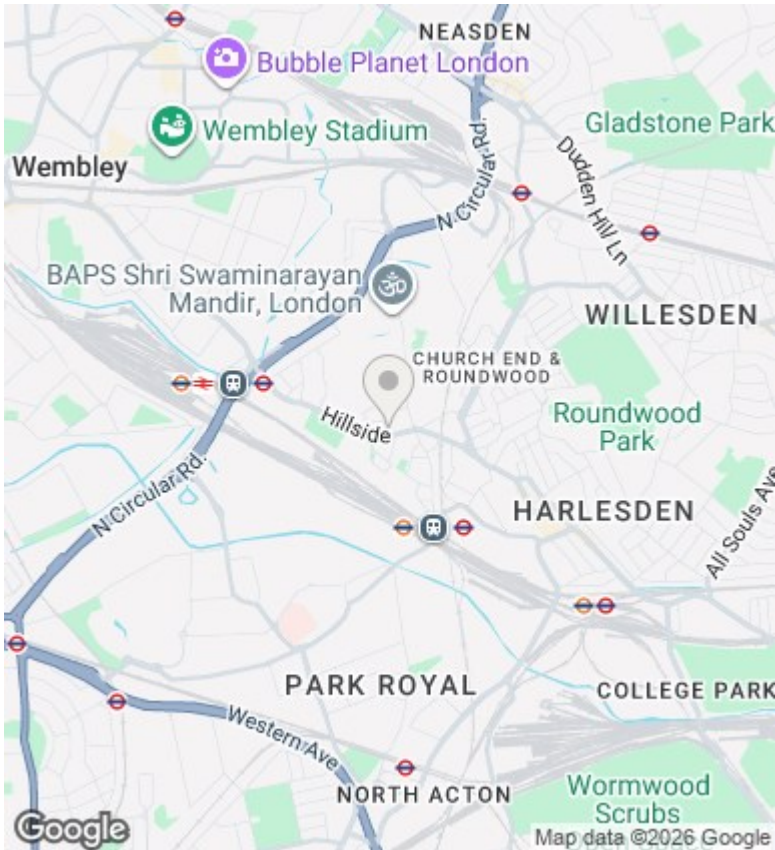 NEASDEN
Bubble Planet London
Wembley Stadium
Gladstone Park
Wembley
N Circular Rd.
Dudden Hill Ln
BAPS Shri Swaminarayan
Mandir, London
WILLESDEN
CHURCH END &
ROUNDWOOD
Roundwood
Park
Hillside
N Circular Rd.
HARLESDEN
All Souls Ave
PARK ROYAL
COLLEGE PARK
Western Ave
NORTH ACTON
Wormwood
Scrubs
Open Space
Google
Map data ©2026 Google